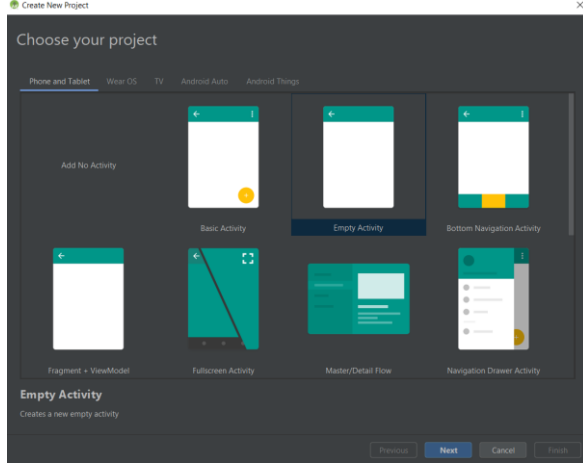 Create New Project
Choose your project
Phone and Tablet Wear OS TV Android Auto Android Things
Add No Activity
Basic Activity
Empty Activity
Bottom Navigation Activity
Fragment + ViewModel
Fullscreen Activity
Master/Detail Flow
Navigation Drawer Activity
Empty Activity
Creates a new empty activity
Previous Next Cancel Finish